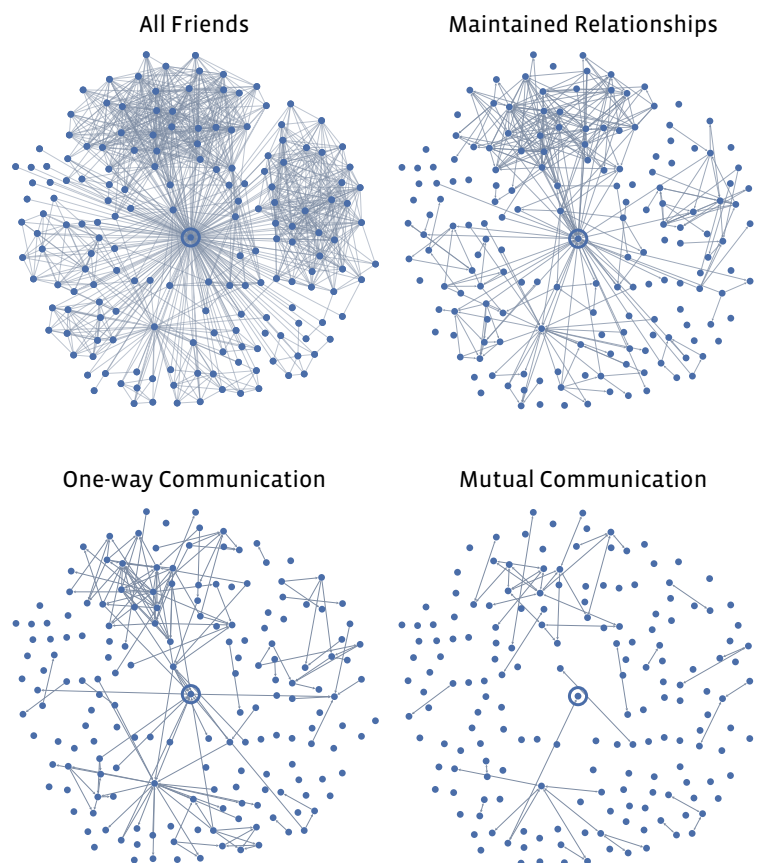 All Friends
Maintained Relationships
One-way Communication
Mutual Communication